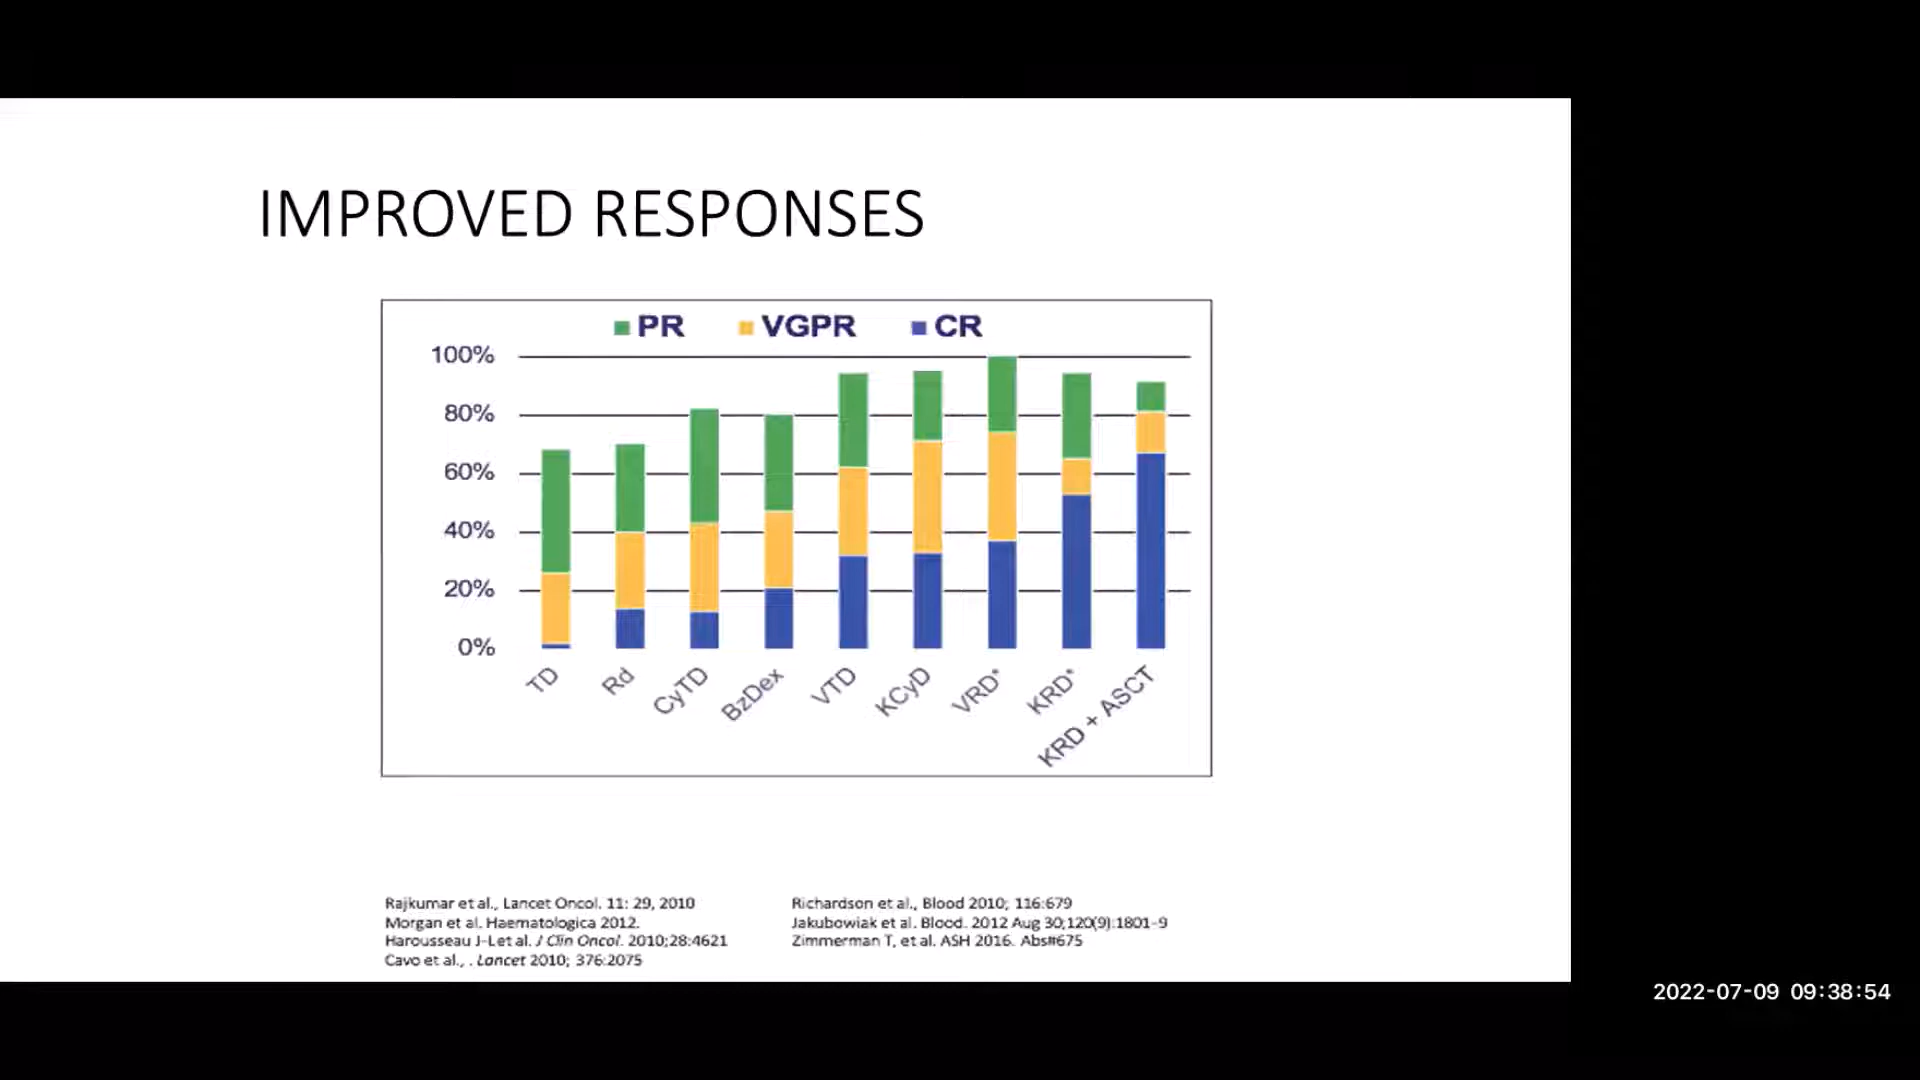 IMPROVED RESPONSES
PR VGPR CR
100%
80%
60%
40%
20%
0%
TD Rd CyTD BzDex VTD KCyD VRD* KRD* KRD + ASCT
Rajkumar et al., Lancet Oncol. 11: 29, 2010
Morgan et al. Haematologica 2012.
Harousseau J-L et al. J Clin Oncol. 2010;28:4621
Cavo et al., . Lancet 2010; 376:2075
Richardson et al., Blood 2010; 116:679
Jakubowiak et al. Blood. 2012 Aug 30;120(9):1801-9
Zimmerman T, et al. ASH 2016. Abs#675
2022-07-09 09:38:54